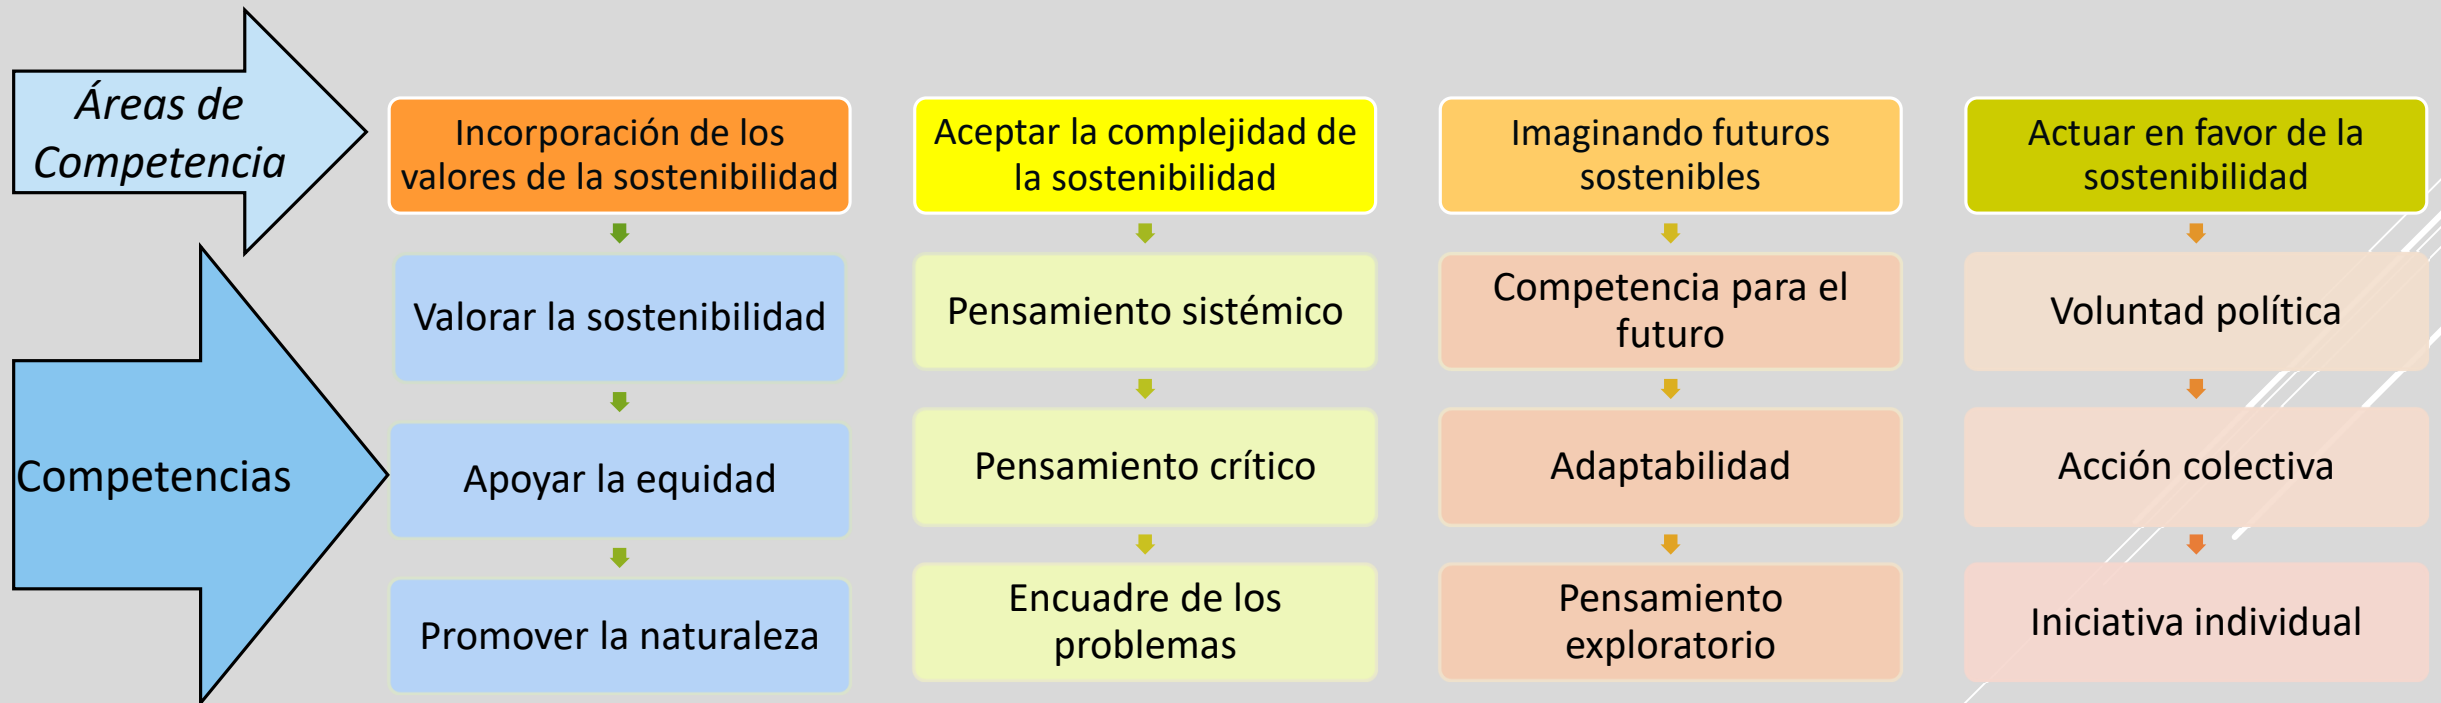 Áreas de
Competencia
Incorporación de los
valores de la sostenibilidad
Aceptar la complejidad de
la sostenibilidad
Imaginando futuros
sostenibles
Actuar en favor de la
sostenibilidad
Competencias
Valorar la sostenibilidad
Apoyar la equidad
Promover la naturaleza
Pensamiento sistémico
Pensamiento crítico
Encuadre de los
problemas
Competencia para el
futuro
Adaptabilidad
Pensamiento
exploratorio
Voluntad política
Acción colectiva
Iniciativa individual